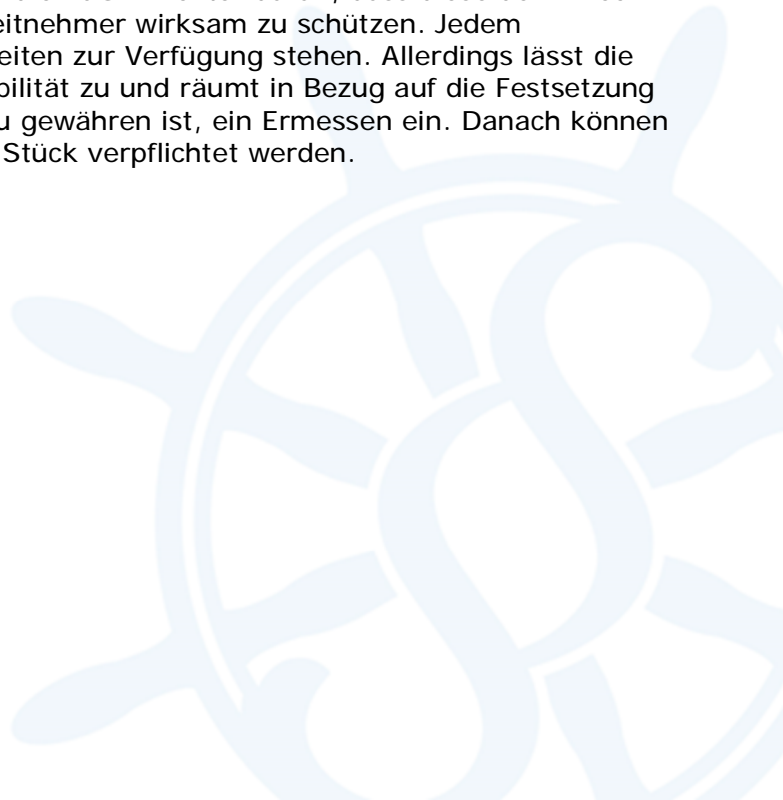 eitnehmer wirksam zu schützen. Jedem
eiten zur Verfügung stehen. Allerdings lässt die
bilität zu und räumt in Bezug auf die Festsetzung
u gewähren ist, ein Ermessen ein. Danach können
Stück verpflichtet werden.